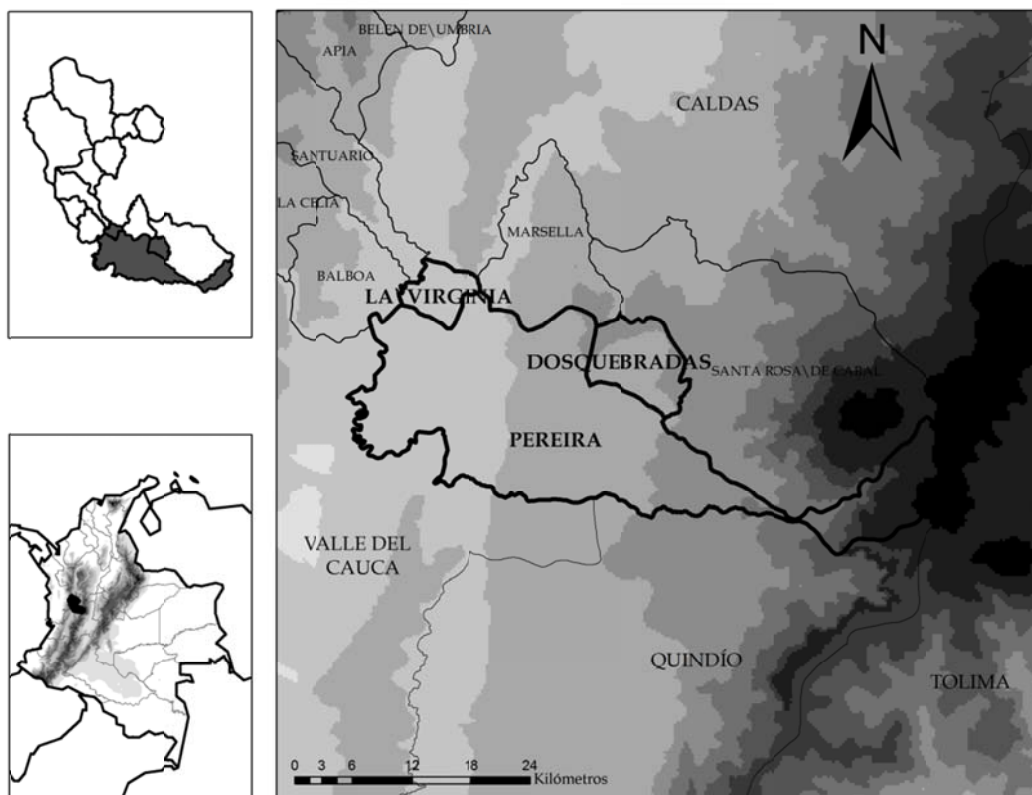 BELEN DE\UMBRIA
APIA
N
CALDAS
SANTUARIO
LA CELIA
MARSELLA
BALBOA
LA\VIRGINIA
DOSQUEBRADAS
SANTA ROSA\DE CABAL
PEREIRA
VALLE DEL
CAUCA
QUINDÍO
TOLIMA
0 3 6 12 18 24
Kilómetros